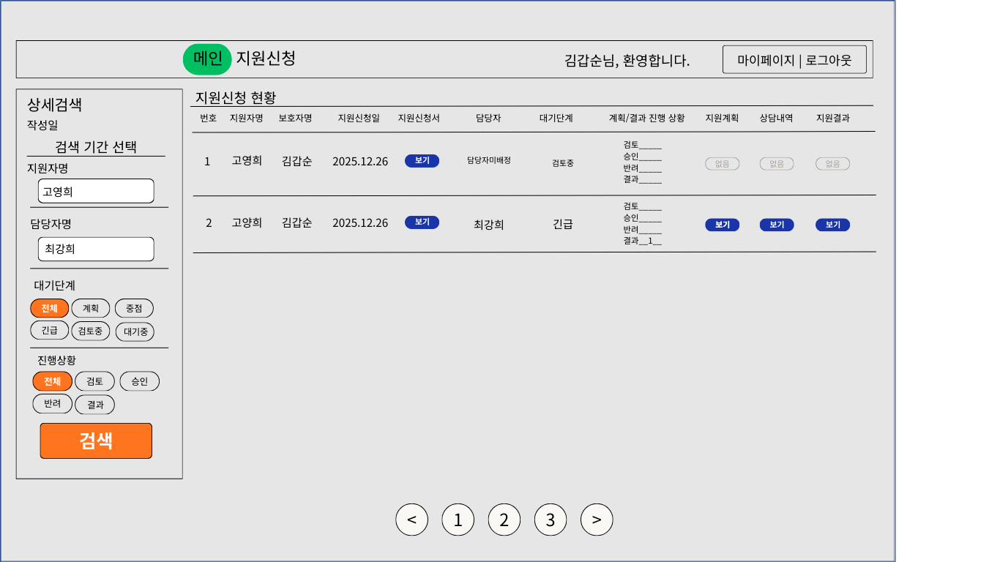 메인 지원신청 김갑순님, 환영합니다. 마이페이지 | 로그아웃
상세검색
작성일
검색 기간 선택
지원자명
고영희
담당자명
최강희
대기단계
전체 계획 중점
긴급 검토중 대기중
진행상황
전체 검토 승인
반려 결과
검색
지원신청 현황
번호 지원자명 보호자명 지원신청일 지원신청서 담당자 대기단계 계획/결과 진행 상황 지원계획 상담내역 지원결과
1 고영희 김갑순 2025.12.26 보기 담당자미배정 검토중
검토_____
승인_____
반려_____
결과_____
없음 없음 없음
2 고양희 김갑순 2025.12.26 보기 최강희 긴급
검토_____
승인_____
반려_____
결과__1__
보기 보기 보기
< 1 2 3 >